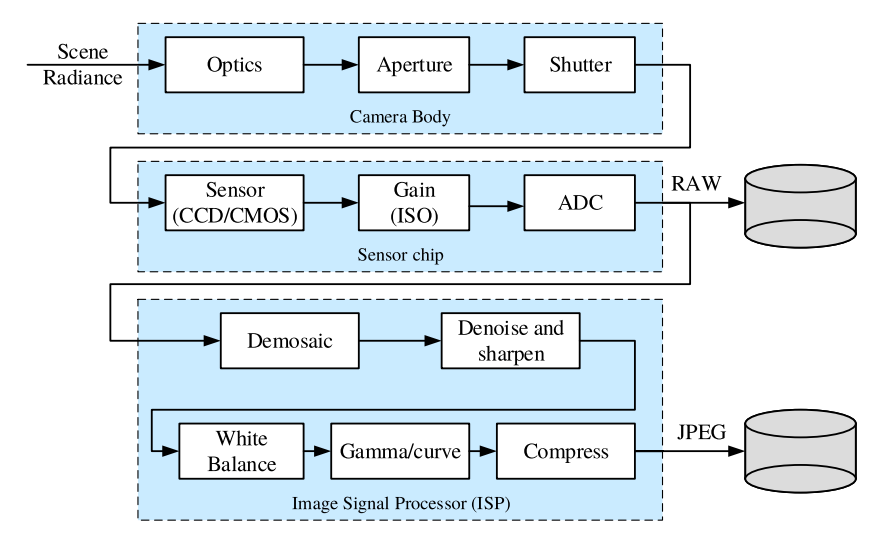 Scene
Radiance
Optics
Aperture
Shutter
Camera Body
Sensor
(CCD/CMOS)
Gain
(ISO)
ADC
RAW
Sensor chip
Demosaic
Denoise and
sharpen
White
Balance
Gamma/curve
Compress
JPEG
Image Signal Processor (ISP)